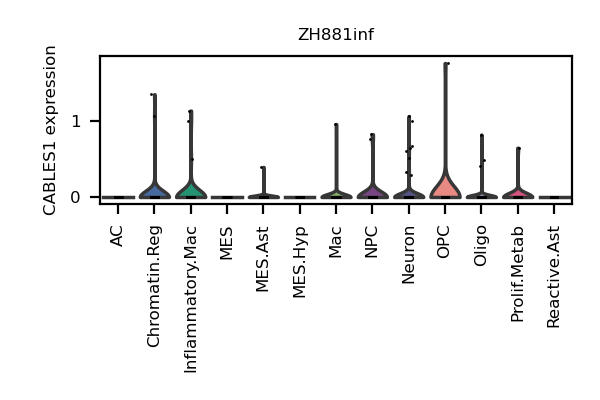 ZH881inf
CABLES1 expression
1
0
AC
Chromatin.Reg
Inflammatory.Mac
MES
MES.Ast
MES.Hyp
Mac
NPC
Neuron
OPC
Oligo
Prolif.Metab
Reactive.Ast